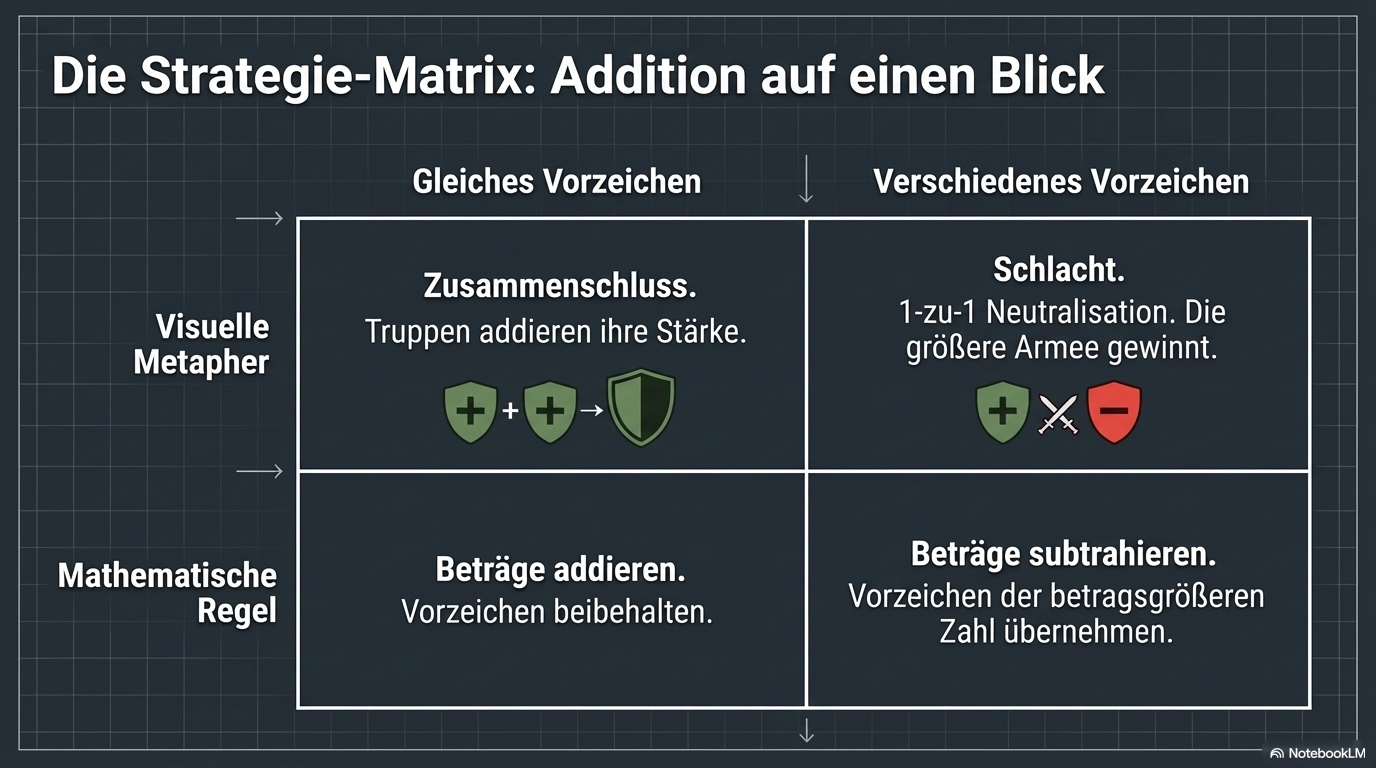 Die Strategie-Matrix: Addition auf einen Blick
Gleiches Vorzeichen
Verschiedenes Vorzeichen
Visuelle
Metapher
Zusammenschluss.
Truppen addieren ihre Stärke.
+ + + →
Schlacht.
1-zu-1 Neutralisation. Die
größere Armee gewinnt.
+ −
Mathematische
Regel
Beträge addieren.
Vorzeichen beibehalten.
Beträge subtrahieren.
Vorzeichen der betragsgrößeren
Zahl übernehmen.
NotebookLM